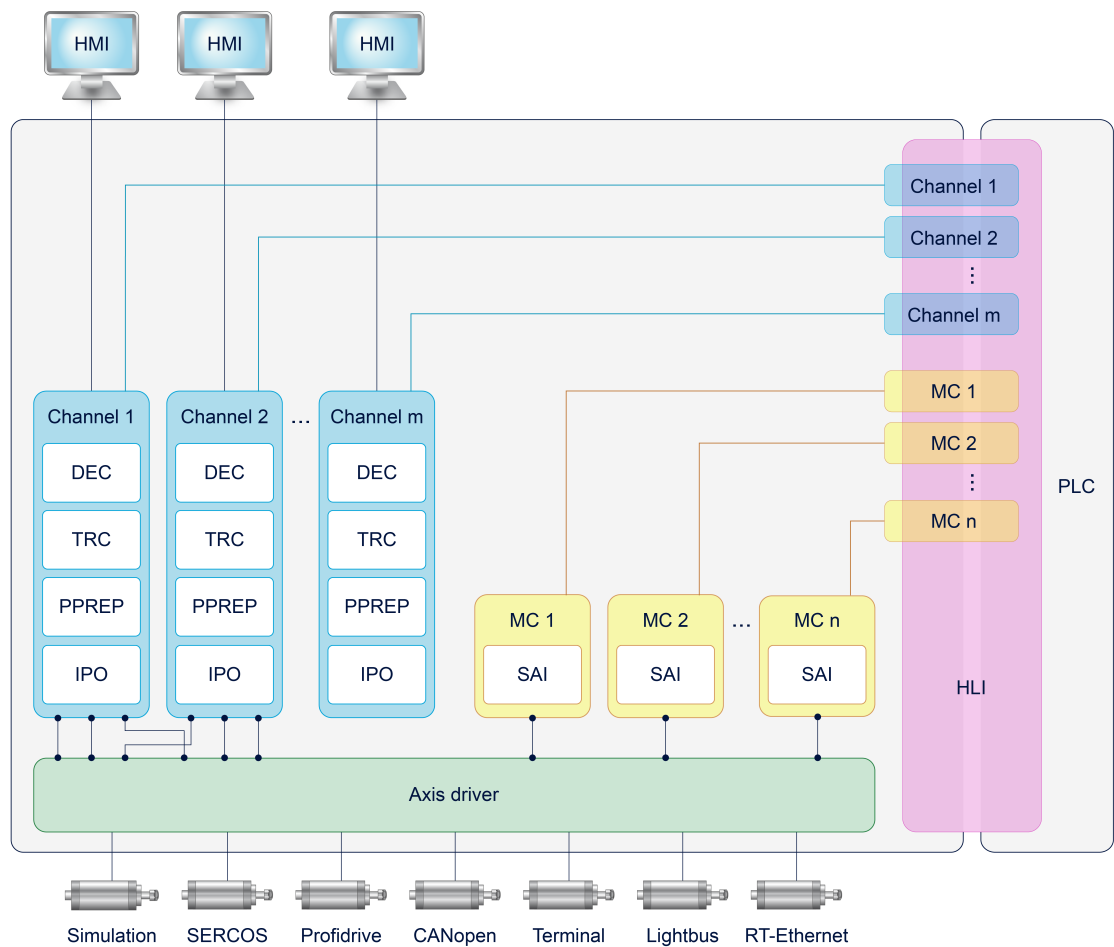 HMI
HMI
HMI
Channel 1
Channel 2
⋮
Channel m
MC 1
MC 2
⋮
MC n
PLC
HLI
Channel 1
DEC
TRC
PPREP
IPO
Channel 2
DEC
TRC
PPREP
IPO
...
Channel m
DEC
TRC
PPREP
IPO
MC 1
SAI
MC 2
SAI
...
MC n
SAI
Axis driver
Simulation
SERCOS
Profidrive
CANopen
Terminal
Lightbus
RT-Ethernet